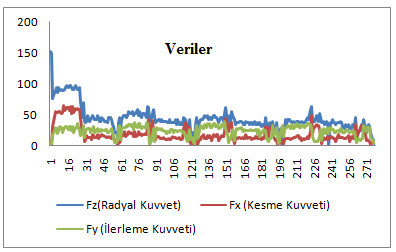 Veriler
200
150
100
50
0
1 16 31 46 61 76 91 106 121 136 151 166 181 196 211 226 241 256 271
Fz(Radyal Kuvvet) Fx (Kesme Kuvveti)
Fy (İlerleme Kuvveti)